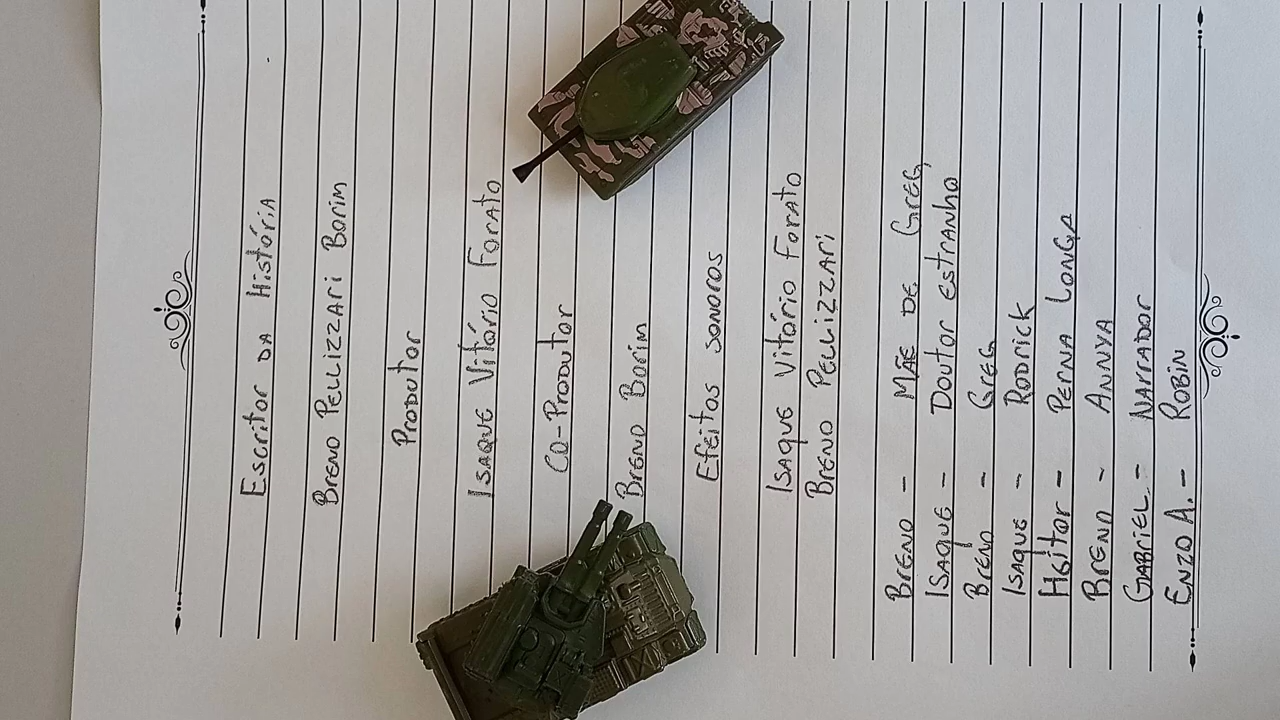 Escritor da História
Breno Pellizzari Borim
Produtor
Isaque Vitório Forato
CO-Produtor
Breno Borim
Efeitos sonoros
Isaque Vitório Forato
Breno Pellizzari
Breno - Mãe de Greg
Isaque - Doutor estranho
Breno - Greg
Isaque - Rodrick
Heitor - Perna Longa
Breno - Annya
Gabriel - Narrador
Enzo A. - Robin